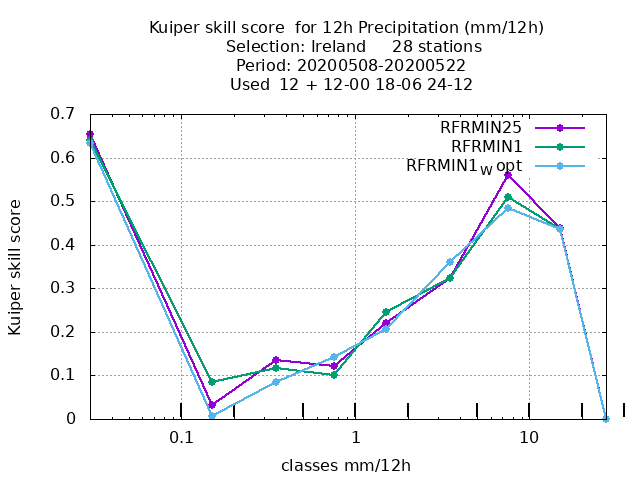 Kuiper skill score  for 12h Precipitation (mm/12h)
Selection: Ireland     28 stations
Period: 20200508-20200522
Used  12 + 12-00 18-06 24-12
RFRMIN25
RFRMIN1
RFRMIN1_W opt
0.7
0.6
0.5
0.4
0.3
0.2
0.1
0
Kuiper skill score
0.1
1
10
classes mm/12h